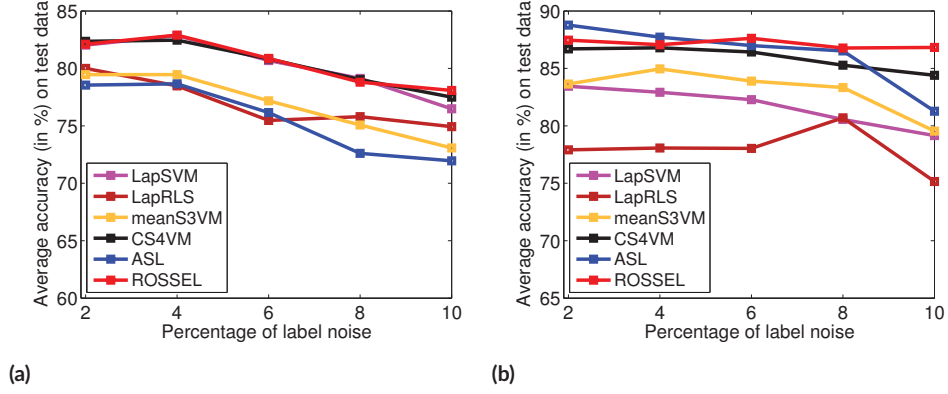 Average accuracy (in %) on test data
85
80
75
70
65
60
LapSVM
LapRLS
meanS3VM
CS4VM
ASL
ROSSEL
2 4 6 8 10
Percentage of label noise
(a)
Average accuracy (in %) on test data
90
85
80
75
70
65
LapSVM
LapRLS
meanS3VM
CS4VM
ASL
ROSSEL
2 4 6 8 10
Percentage of label noise
(b)